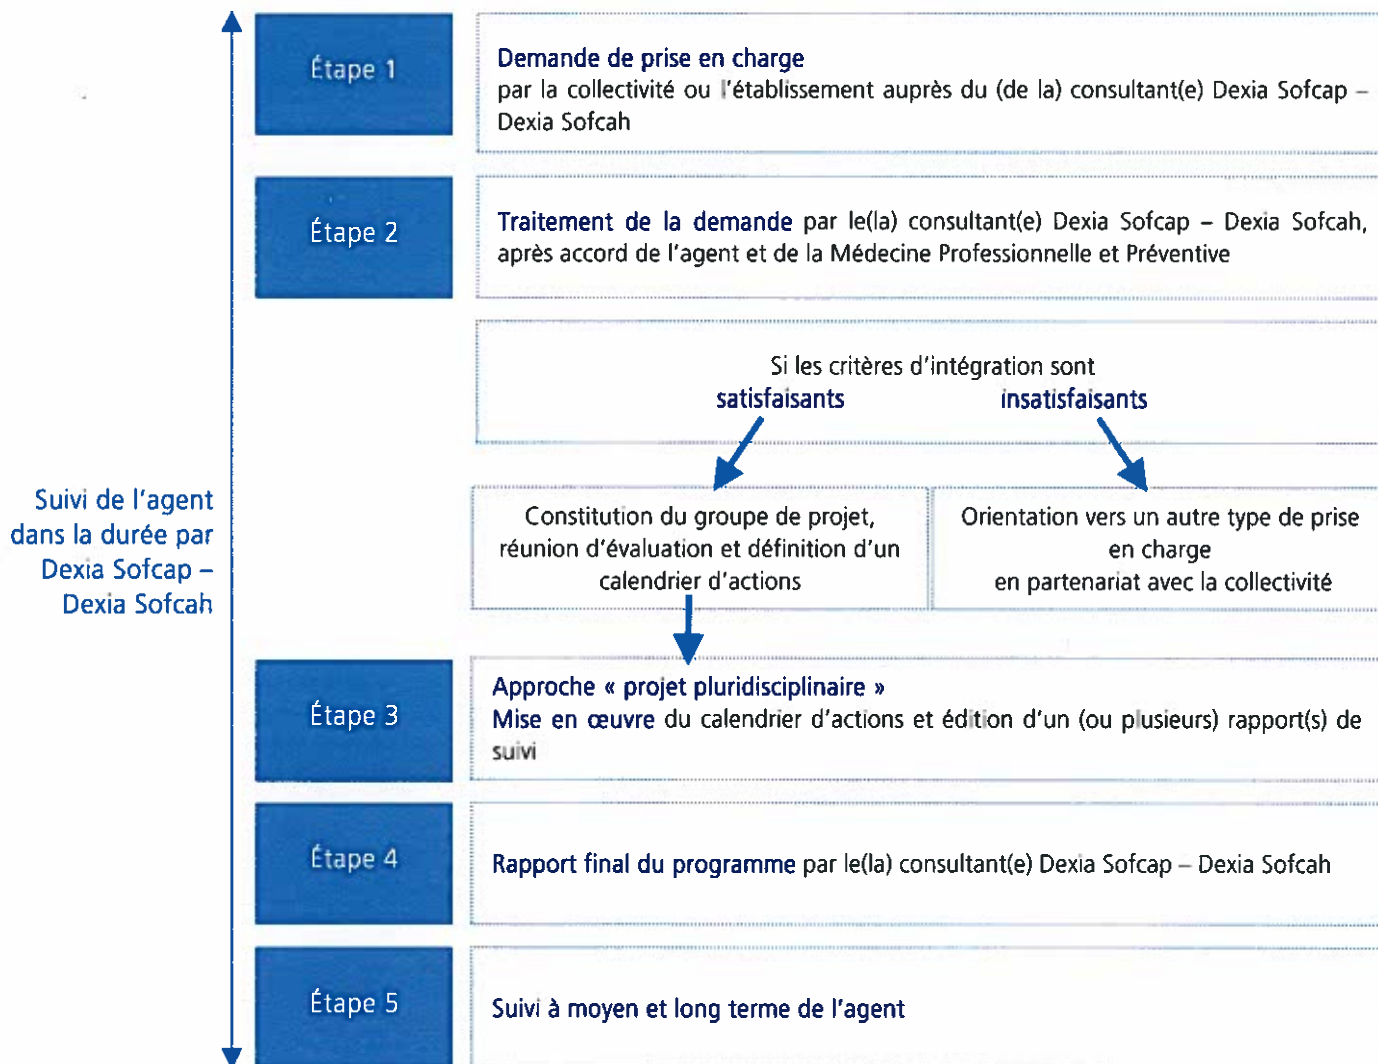 Étape 1
Demande de prise en charge
par la collectivité ou l'établissement auprès du (de la) consultant(e) Dexia Sofcap –
Dexia Sofcah
Étape 2
Traitement de la demande par le(la) consultant(e) Dexia Sofcap – Dexia Sofcah,
après accord de l'agent et de la Médecine Professionnelle et Préventive
Si les critères d'intégration sont
satisfaisants insatisfaisants
Suivi de l'agent
dans la durée par
Dexia Sofcap –
Dexia Sofcah
Constitution du groupe de projet,
réunion d'évaluation et définition d'un
calendrier d'actions
Orientation vers un autre type de prise
en charge
en partenariat avec la collectivité
Étape 3
Approche « projet pluridisciplinaire »
Mise en œuvre du calendrier d'actions et édition d'un (ou plusieurs) rapport(s) de
suivi
Étape 4
Rapport final du programme par le(la) consultant(e) Dexia Sofcap – Dexia Sofcah
Étape 5
Suivi à moyen et long terme de l'agent